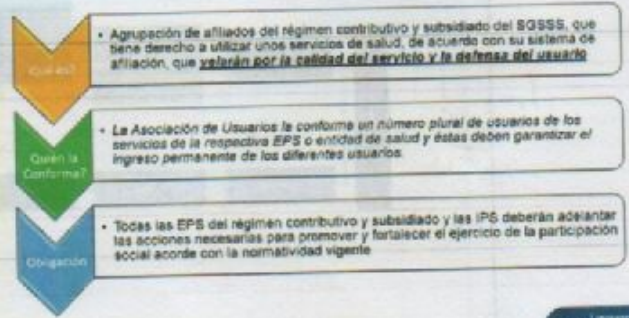 Qué es?
• Agrupación de afiliados del régimen contributivo y subsidiado del SGSSS, que
tiene derecho a utilizar unos servicios de salud, de acuerdo con su sistema de
afiliación, que velarán por la calidad del servicio y la defensa del usuario
Quién la
Conforma?
• La Asociación de Usuarios la conforme un número plural de usuarios de los
servicios de la respectiva EPS o entidad de salud y éstas deben garantizar el
ingreso permanente de los diferentes usuarios.
Obligación
• Todas las EPS del régimen contributivo y subsidiado y las IPS deberán adelantar
las acciones necesarias para promover y fortalecer el ejercicio de la participación
social acorde con la normatividad vigente